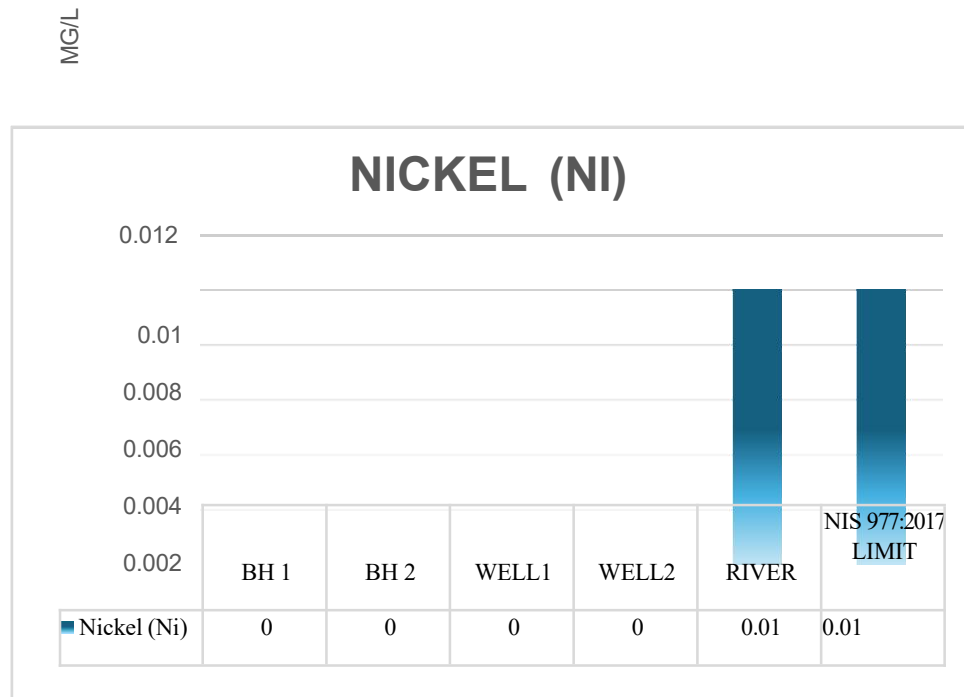 MG/L
NICKEL (NI)
0.012
0.01
0.008
0.006
0.004
0.002
BH 1 BH 2 WELL1 WELL2 RIVER NIS 977:2017
LIMIT
Nickel (Ni) 0 0 0 0 0.01 0.01